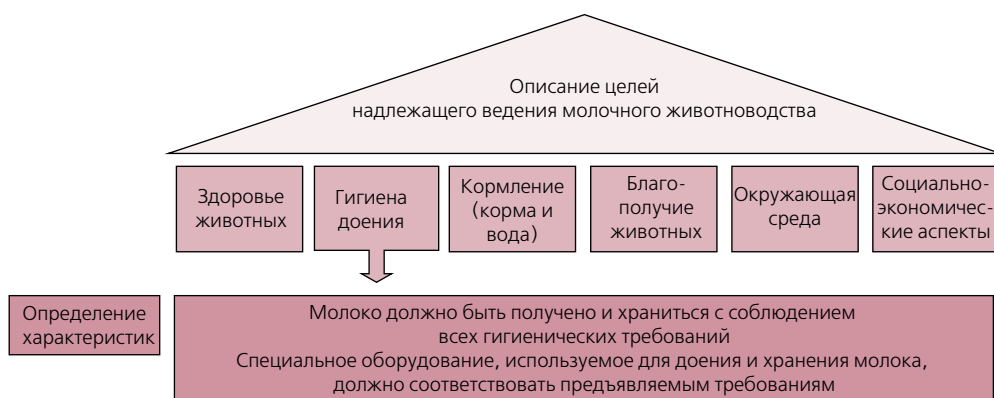 Описание целей
надлежащего ведения молочного животноводства
Здоровье
животных
Гигиена
доения
Кормление
(корма и
вода)
Благо-
получие
животных
Окружающая
среда
Социально-
экономичес-
кие аспекты
Определение
характеристик
Молоко должно быть получено и храниться с соблюдением
всех гигиенических требований
Специальное оборудование, используемое для доения и хранения молока,
должно соответствовать предъявляемым требованиям